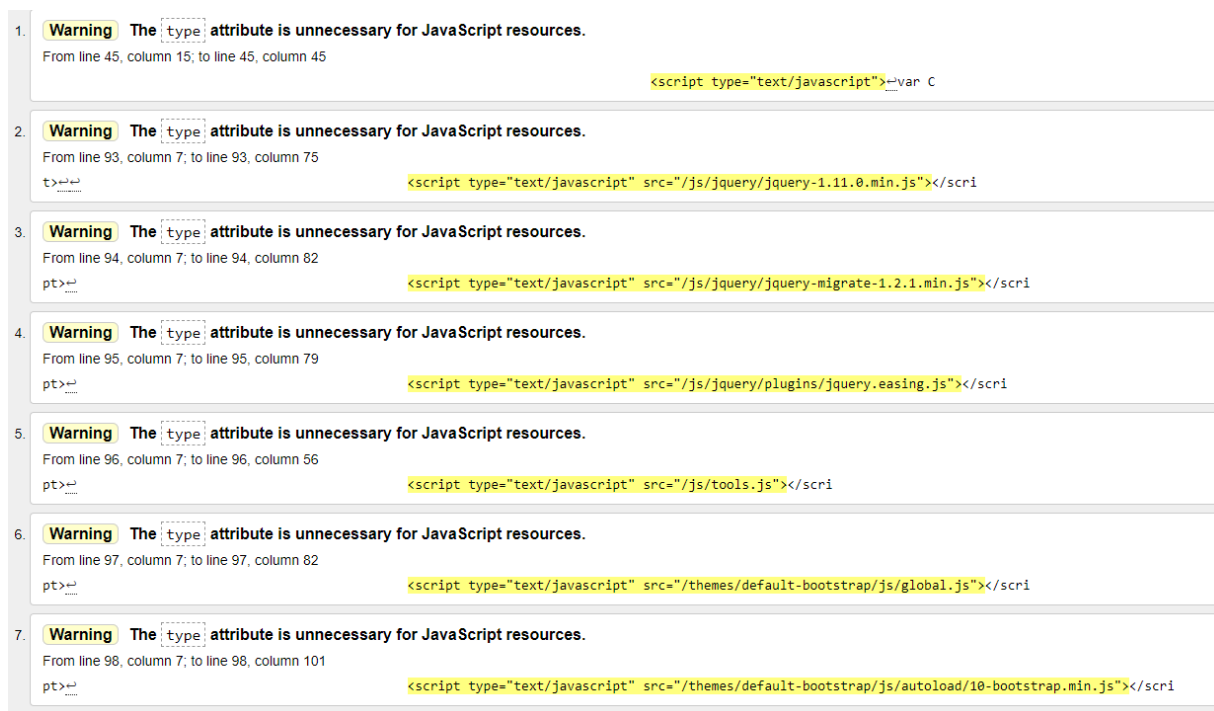 1. Warning The type attribute is unnecessary for JavaScript resources.
From line 45, column 15; to line 45, column 45
<script type="text/javascript">↩var C
2. Warning The type attribute is unnecessary for JavaScript resources.
From line 93, column 7; to line 93, column 75
t>↩↩ <script type="text/javascript" src="/js/jquery/jquery-1.11.0.min.js"></scri
3. Warning The type attribute is unnecessary for JavaScript resources.
From line 94, column 7; to line 94, column 82
pt>↩ <script type="text/javascript" src="/js/jquery/jquery-migrate-1.2.1.min.js"></scri
4. Warning The type attribute is unnecessary for JavaScript resources.
From line 95, column 7; to line 95, column 79
pt>↩ <script type="text/javascript" src="/js/jquery/plugins/jquery.easing.js"></scri
5. Warning The type attribute is unnecessary for JavaScript resources.
From line 96, column 7; to line 96, column 56
pt>↩ <script type="text/javascript" src="/js/tools.js"></scri
6. Warning The type attribute is unnecessary for JavaScript resources.
From line 97, column 7; to line 97, column 82
pt>↩ <script type="text/javascript" src="/themes/default-bootstrap/js/global.js"></scri
7. Warning The type attribute is unnecessary for JavaScript resources.
From line 98, column 7; to line 98, column 101
pt>↩ <script type="text/javascript" src="/themes/default-bootstrap/js/autoload/10-bootstrap.min.js"></scri